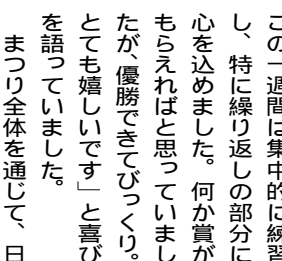 この一週間は集中的に練習
し、特に繰り返しの部分に
心を込めました。何か賞が
もらえればと思っていまし
たが、優勝できてびっくり。
とても嬉しいです」と喜び
を語っていました。
まつり全体を通じて、日